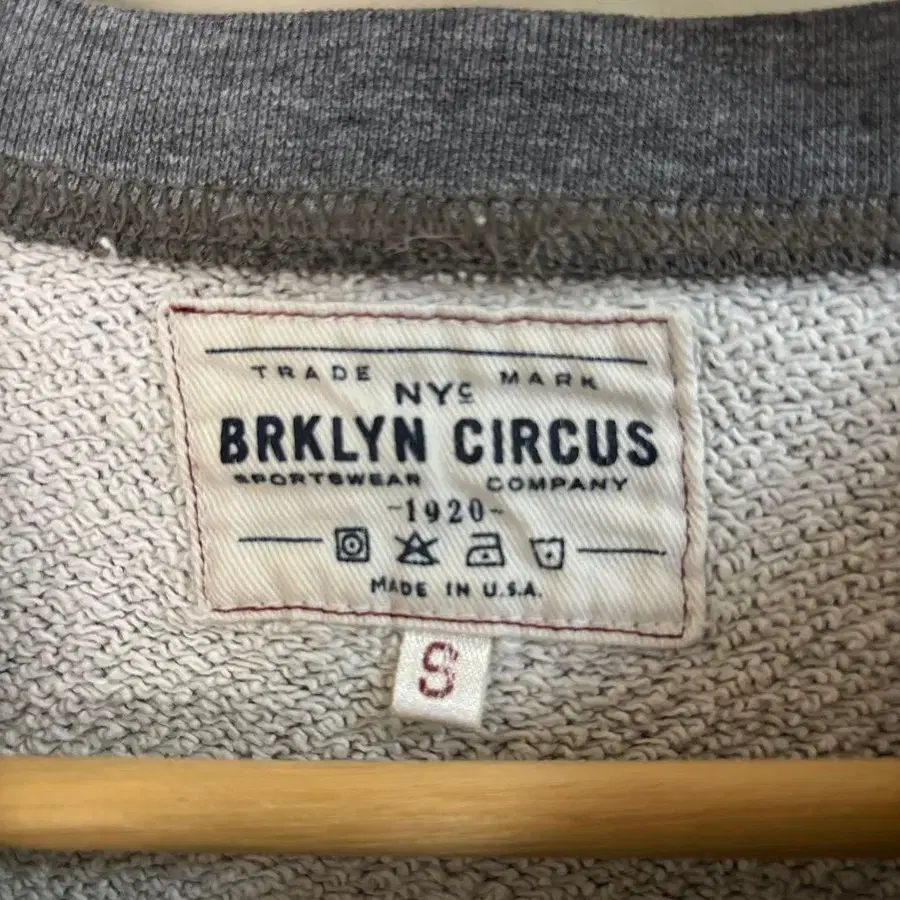 TRADE MARK
NYC
BRKLYN CIRCUS
SPORTSWEAR COMPANY
-1920-
MADE IN U.S.A.
S